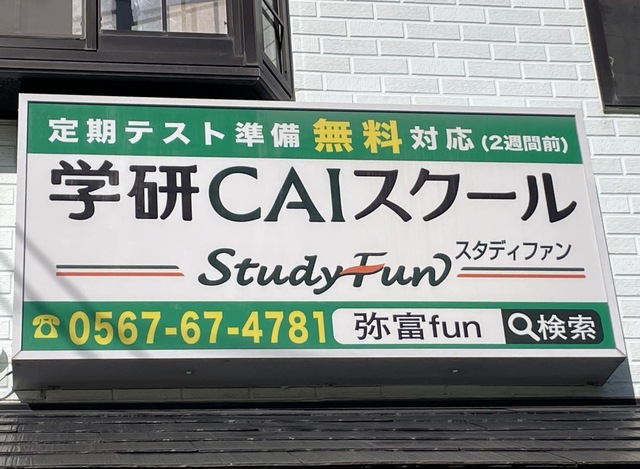 定期テスト準備 無料対応 (2週間前)
学研CAIスクール
Study Fun スタディファン
☎0567-67-4781 弥富fun 検索